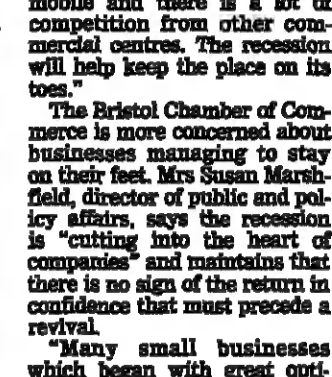 mobile and there is a lot of
competition from other com-
mercial centres. The recession
will help keep the place on its
toes."
The Bristol Chamber of Com-
merce is more concerned about
businesses managing to stay
on their feet. Mrs Susan Marsh-
field, director of public and pol-
icy affairs, says the recession
is "cutting into the heart of
companies" and maintains that
there is no sign of the return in
confidence that must precede a
revival.
"Many small businesses
which began with great opti-